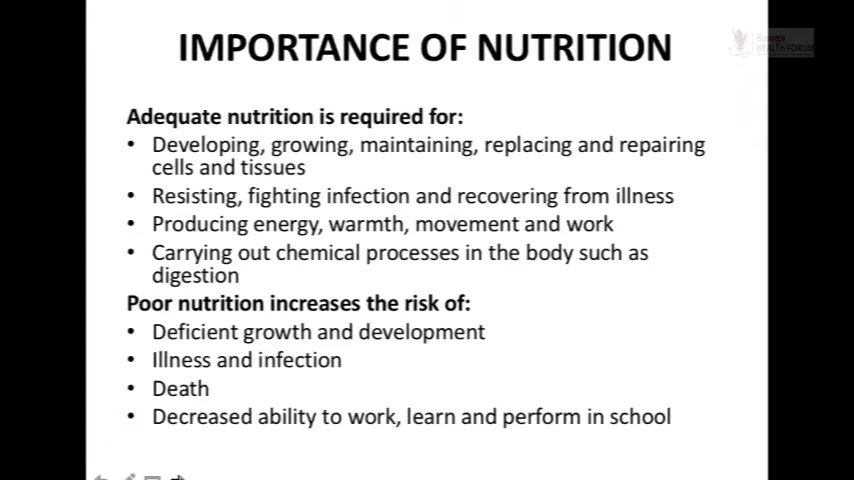 IMPORTANCE OF NUTRITION
Busoga
HEALTH FORUM
Adequate nutrition is required for:
• Developing, growing, maintaining, replacing and repairing
cells and tissues
• Resisting, fighting infection and recovering from illness
• Producing energy, warmth, movement and work
• Carrying out chemical processes in the body such as
digestion
Poor nutrition increases the risk of:
• Deficient growth and development
• Illness and infection
• Death
• Decreased ability to work, learn and perform in school